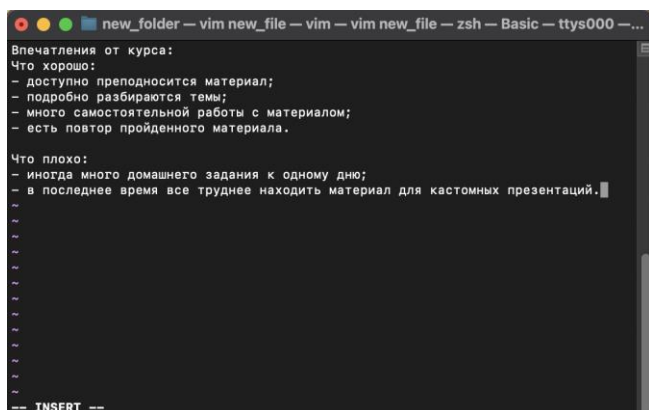 new_folder — vim new_file — vim — vim new_file — zsh — Basic — ttys000 —...
Впечатления от курса:
Что хорошо:
– доступно преподносится материал;
– подробно разбираются темы;
– много самостоятельной работы с материалом;
– есть повтор пройденного материала.
Что плохо:
– иногда много домашнего задания к одному дню;
– в последнее время все труднее находить материал для кастомных презентаций.
~
~
~
~
~
~
~
~
~
~
~
~
~
-- INSERT --